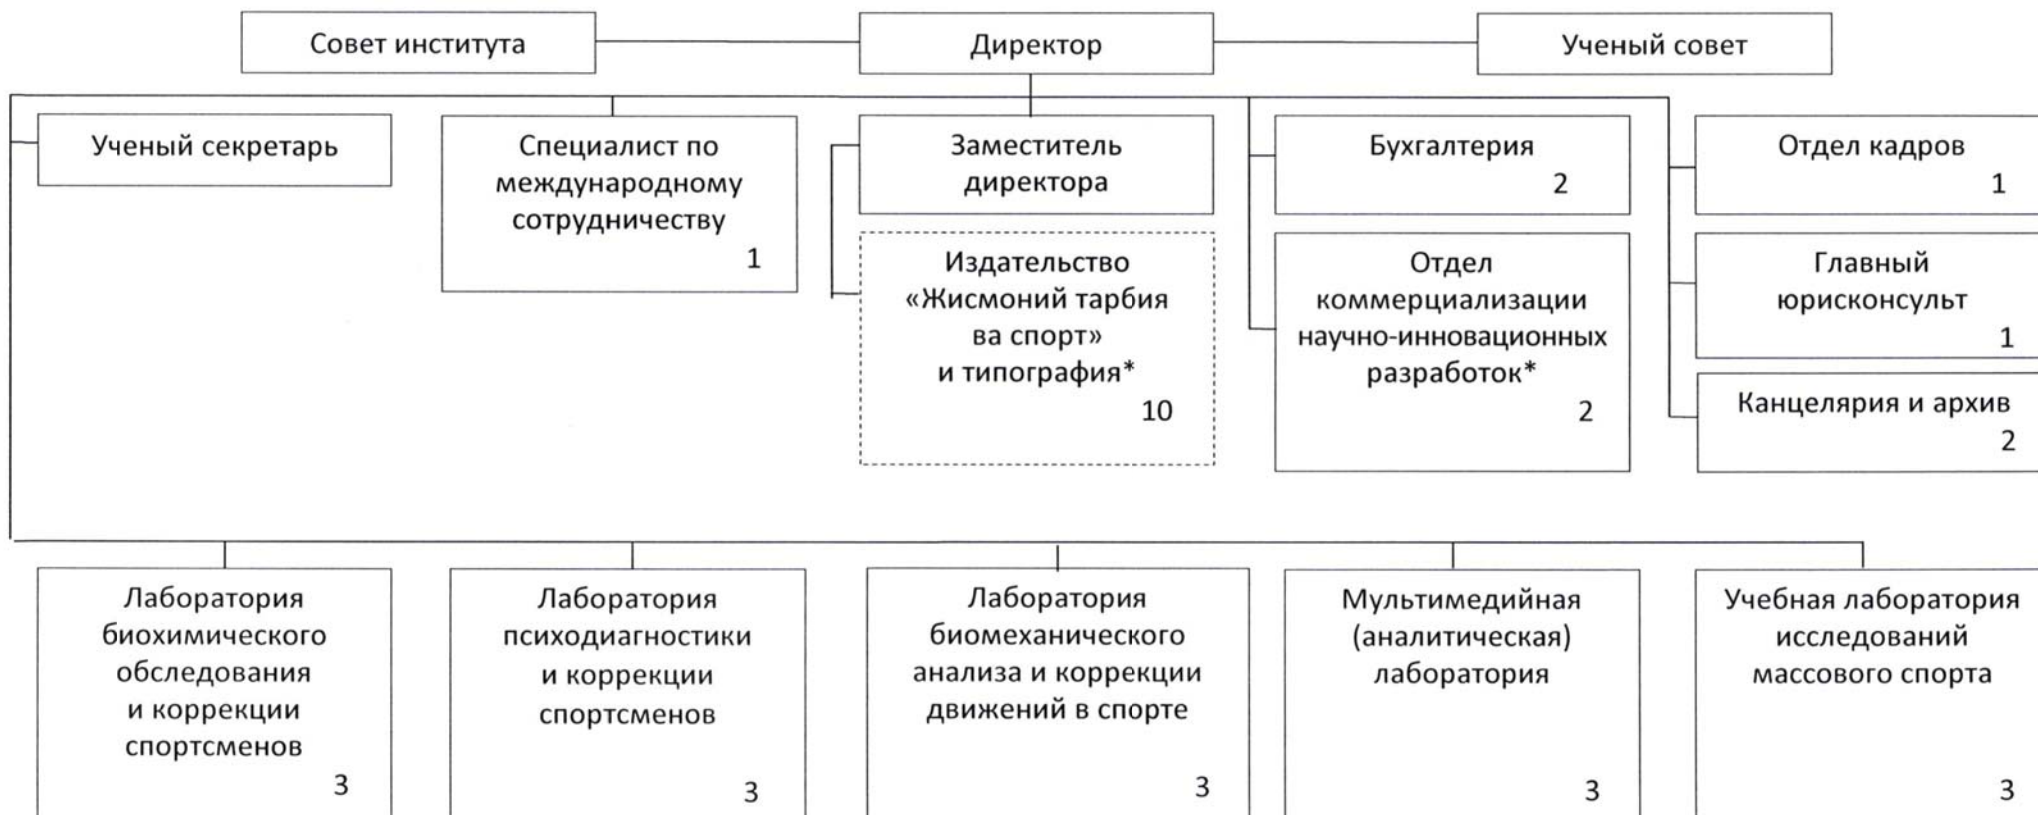 Совет института
Директор
Ученый совет
Ученый секретарь
Специалист по
международному
сотрудничеству
1
Заместитель
директора
Бухгалтерия
2
Отдел кадров
1
Издательство
«Жисмоний тарбия
ва спорт»
и типография*
10
Отдел
коммерциализации
научно-инновационных
разработок*
2
Главный
юрисконсульт
1
Канцелярия и архив
2
Лаборатория
биохимического
обследования
и коррекции
спортсменов
3
Лаборатория
психодиагностики
и коррекции
спортсменов
3
Лаборатория
биомеханического
анализа и коррекции
движений в спорте
3
Мультимедийная
(аналитическая)
лаборатория
3
Учебная лаборатория
исследований
массового спорта
3